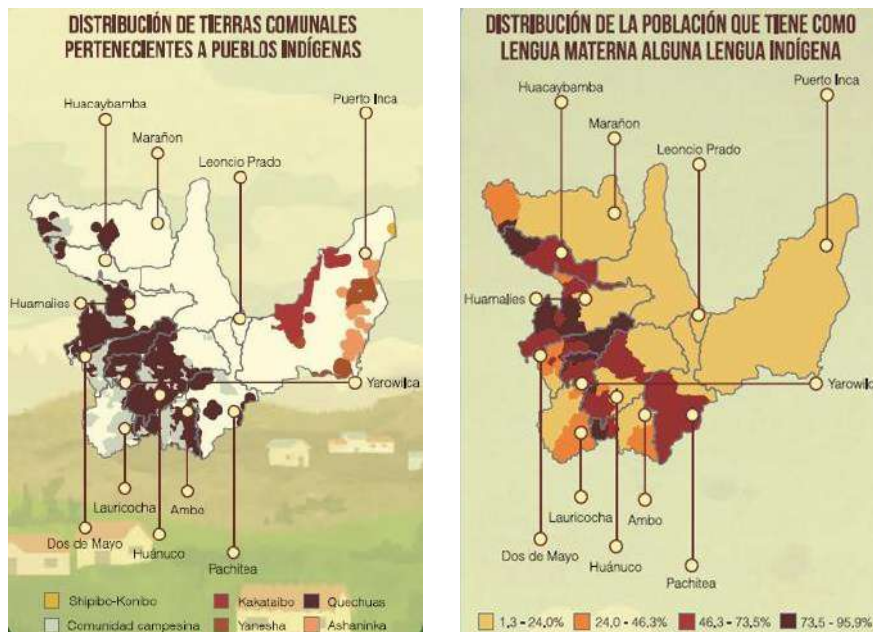 DISTRIBUCIÓN DE TIERRAS COMUNALES
PERTENECIENTES A PUEBLOS INDÍGENAS
Huacaybamba
Puerto Inca
Marañon
Leoncio Prado
Huamalies
Yarowilca
Lauricocha
Ambo
Dos de Mayo
Huánuco
Pachitea
Shipibo-Konibo
Kakataibo
Quechuas
Comunidad campesina
Yanesha
Ashaninka
DISTRIBUCIÓN DE LA POBLACIÓN QUE TIENE COMO
LENGUA MATERNA ALGUNA LENGUA INDÍGENA
Puerto Inca
Huacaybamba
Marañon
Leoncio Prado
Huamalies
Yarowilc
Lauricocha
Ambo
Dos de Mayo
Huánuco
Pachitea
1,3 - 24,0%
24,0 - 46,3%
46,3 - 73,5%
73,5 - 95,9%